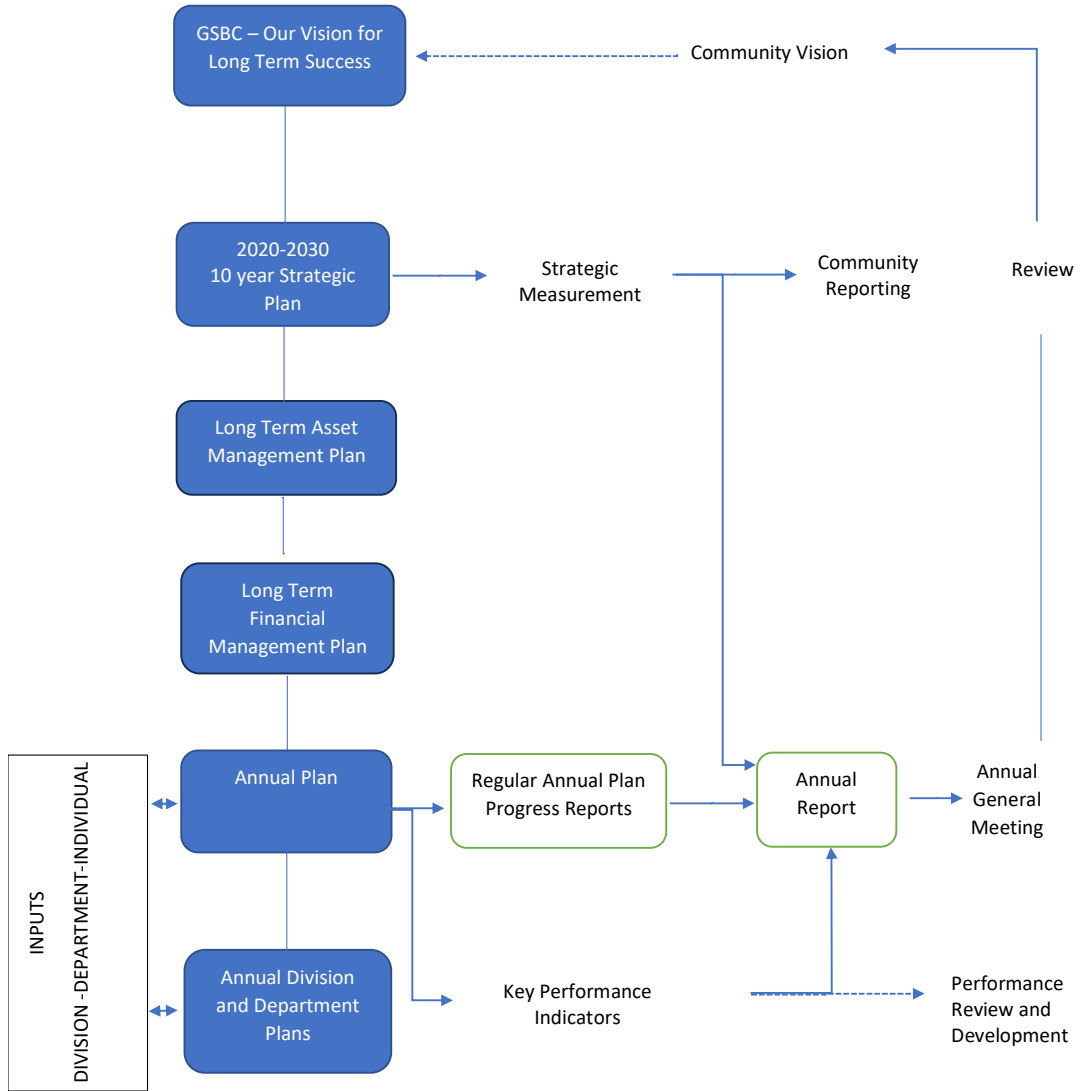 GSBC – Our Vision for
Long Term Success
Community Vision
2020-2030
10 year Strategic
Plan
Strategic
Measurement
Community
Reporting
Review
Long Term Asset
Management Plan
Long Term
Financial
Management Plan
INPUTS
DIVISION -DEPARTMENT-INDIVIDUAL
Annual Plan
Regular Annual Plan
Progress Reports
Annual
Report
Annual
General
Meeting
Annual Division
and Department
Plans
Key Performance
Indicators
Performance
Review and
Development